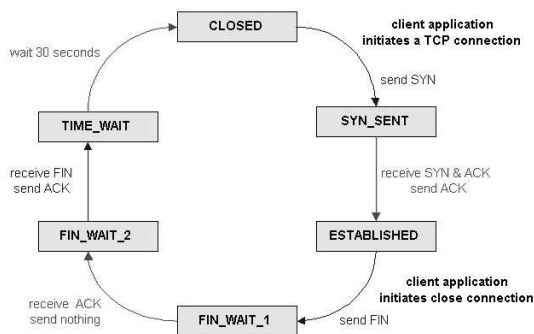 CLOSED
client application
initiates a TCP connection
wait 30 seconds
send SYN
TIME_WAIT
SYN_SENT
receive FIN
send ACK
receive SYN & ACK
send ACK
FIN_WAIT_2
ESTABLISHED
client application
initiates close connection
receive ACK
send nothing
FIN_WAIT_1
send FIN